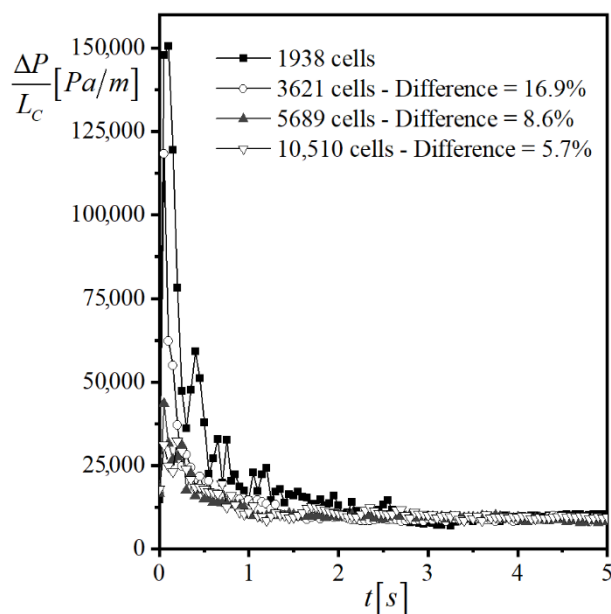 150,000
125,000
100,000
75,000
50,000
25,000
0
ΔP/L_C [Pa/m]
1938 cells
3621 cells - Difference = 16.9%
5689 cells - Difference = 8.6%
10,510 cells - Difference = 5.7%
0 1 2 3 4 5
t[s]